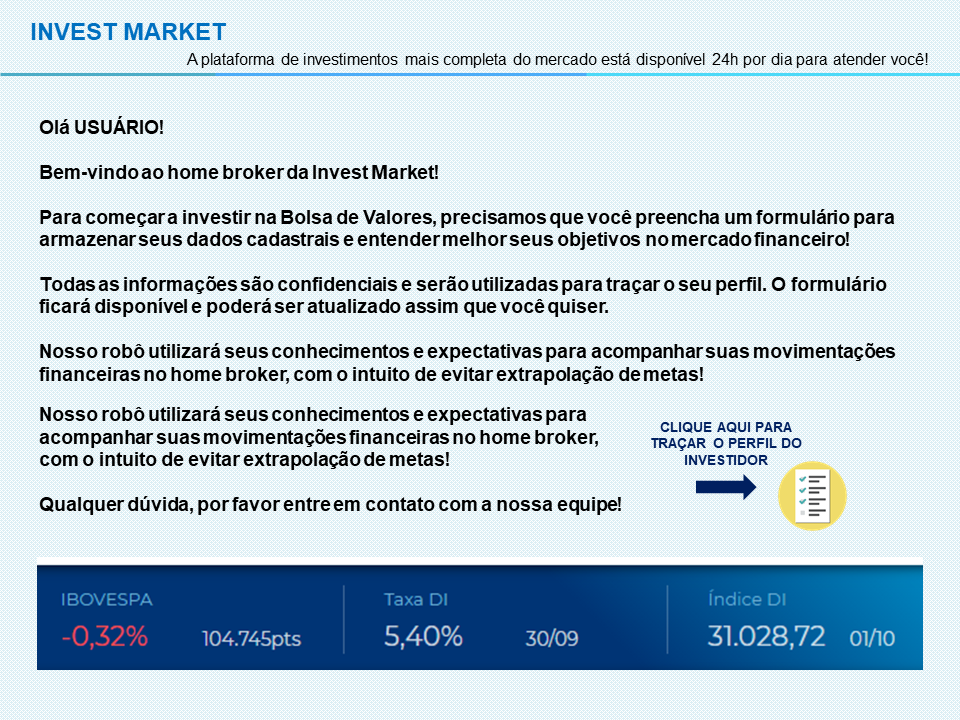 INVEST MARKET
A plataforma de investimentos mais completa do mercado está disponível 24h por dia para atender você!
Olá USUÁRIO!
Bem-vindo ao home broker da Invest Market!
Para começar a investir na Bolsa de Valores, precisamos que você preencha um formulário para
armazenar seus dados cadastrais e entender melhor seus objetivos no mercado financeiro!
Todas as informações são confidenciais e serão utilizadas para traçar o seu perfil. O formulário
ficará disponível e poderá ser atualizado assim que você quiser.
Nosso robô utilizará seus conhecimentos e expectativas para acompanhar suas movimentações
financeiras no home broker, com o intuito de evitar extrapolação de metas!
Nosso robô utilizará seus conhecimentos e expectativas para
acompanhar suas movimentações financeiras no home broker,
com o intuito de evitar extrapolação de metas!
Qualquer dúvida, por favor entre em contato com a nossa equipe!
CLIQUE AQUI PARA
TRAÇAR O PERFIL DO
INVESTIDOR
IBOVESPA
-0,32% 104.745pts
Taxa DI
5,40% 30/09
Índice DI
31.028,72 01/10